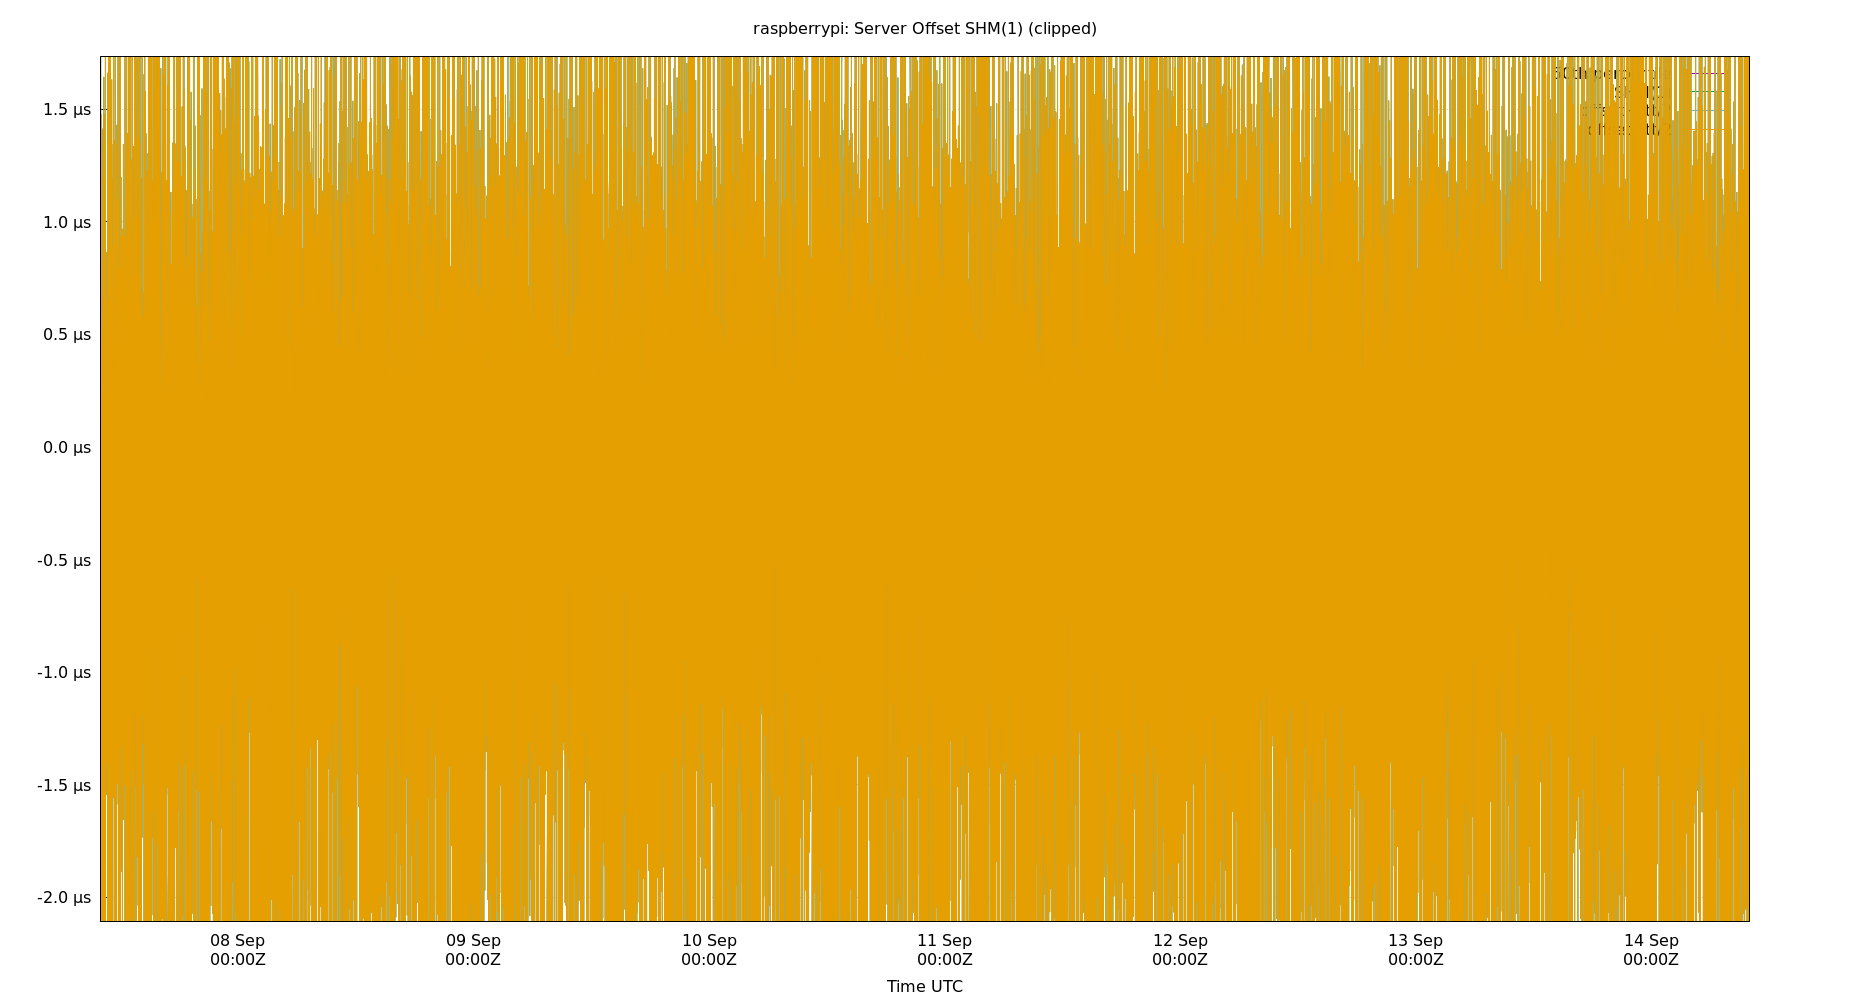 raspberrypi: Server Offset SHM(1) (clipped)
1.5 µs
1.0 µs
0.5 µs
0.0 µs
-0.5 µs
-1.0 µs
-1.5 µs
-2.0 µs
08 Sep 09 Sep 10 Sep 11 Sep 12 Sep 13 Sep 14 Sep
00:00Z 00:00Z 00:00Z 00:00Z 00:00Z 00:00Z 00:00Z
Time UTC